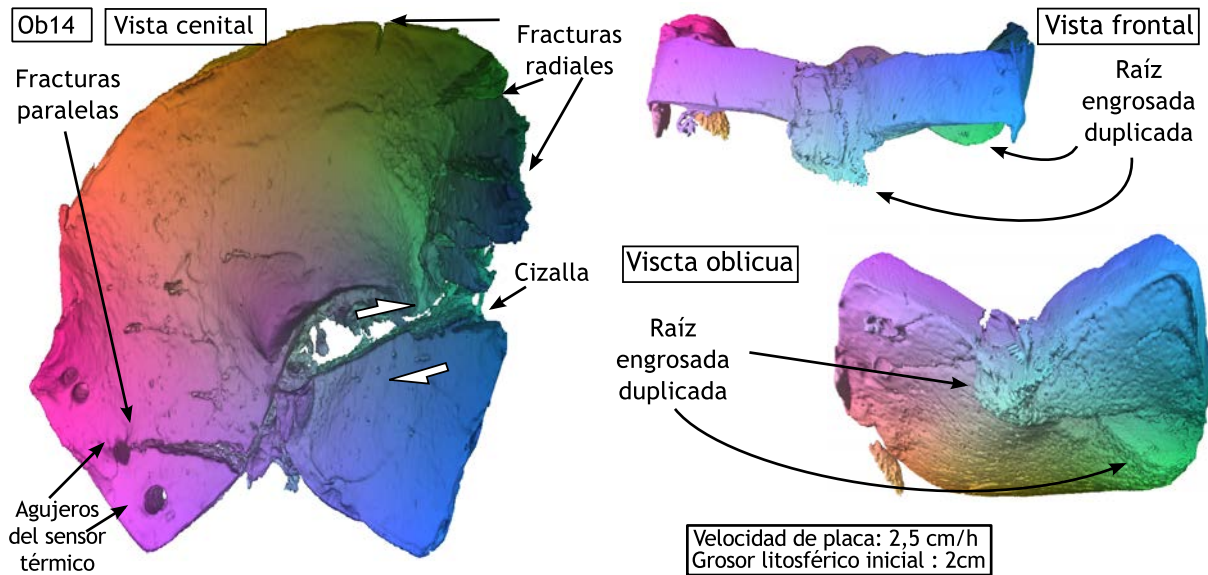 Ob14
Vista cenital
Fracturas
radiales
Fracturas
paralelas
Cizalla
Agujeros
del sensor
térmico
Vista frontal
Raíz
engrosada
duplicada
Viscta oblicua
Raíz
engrosada
duplicada
Velocidad de placa: 2,5 cm/h
Grosor litosférico inicial : 2cm